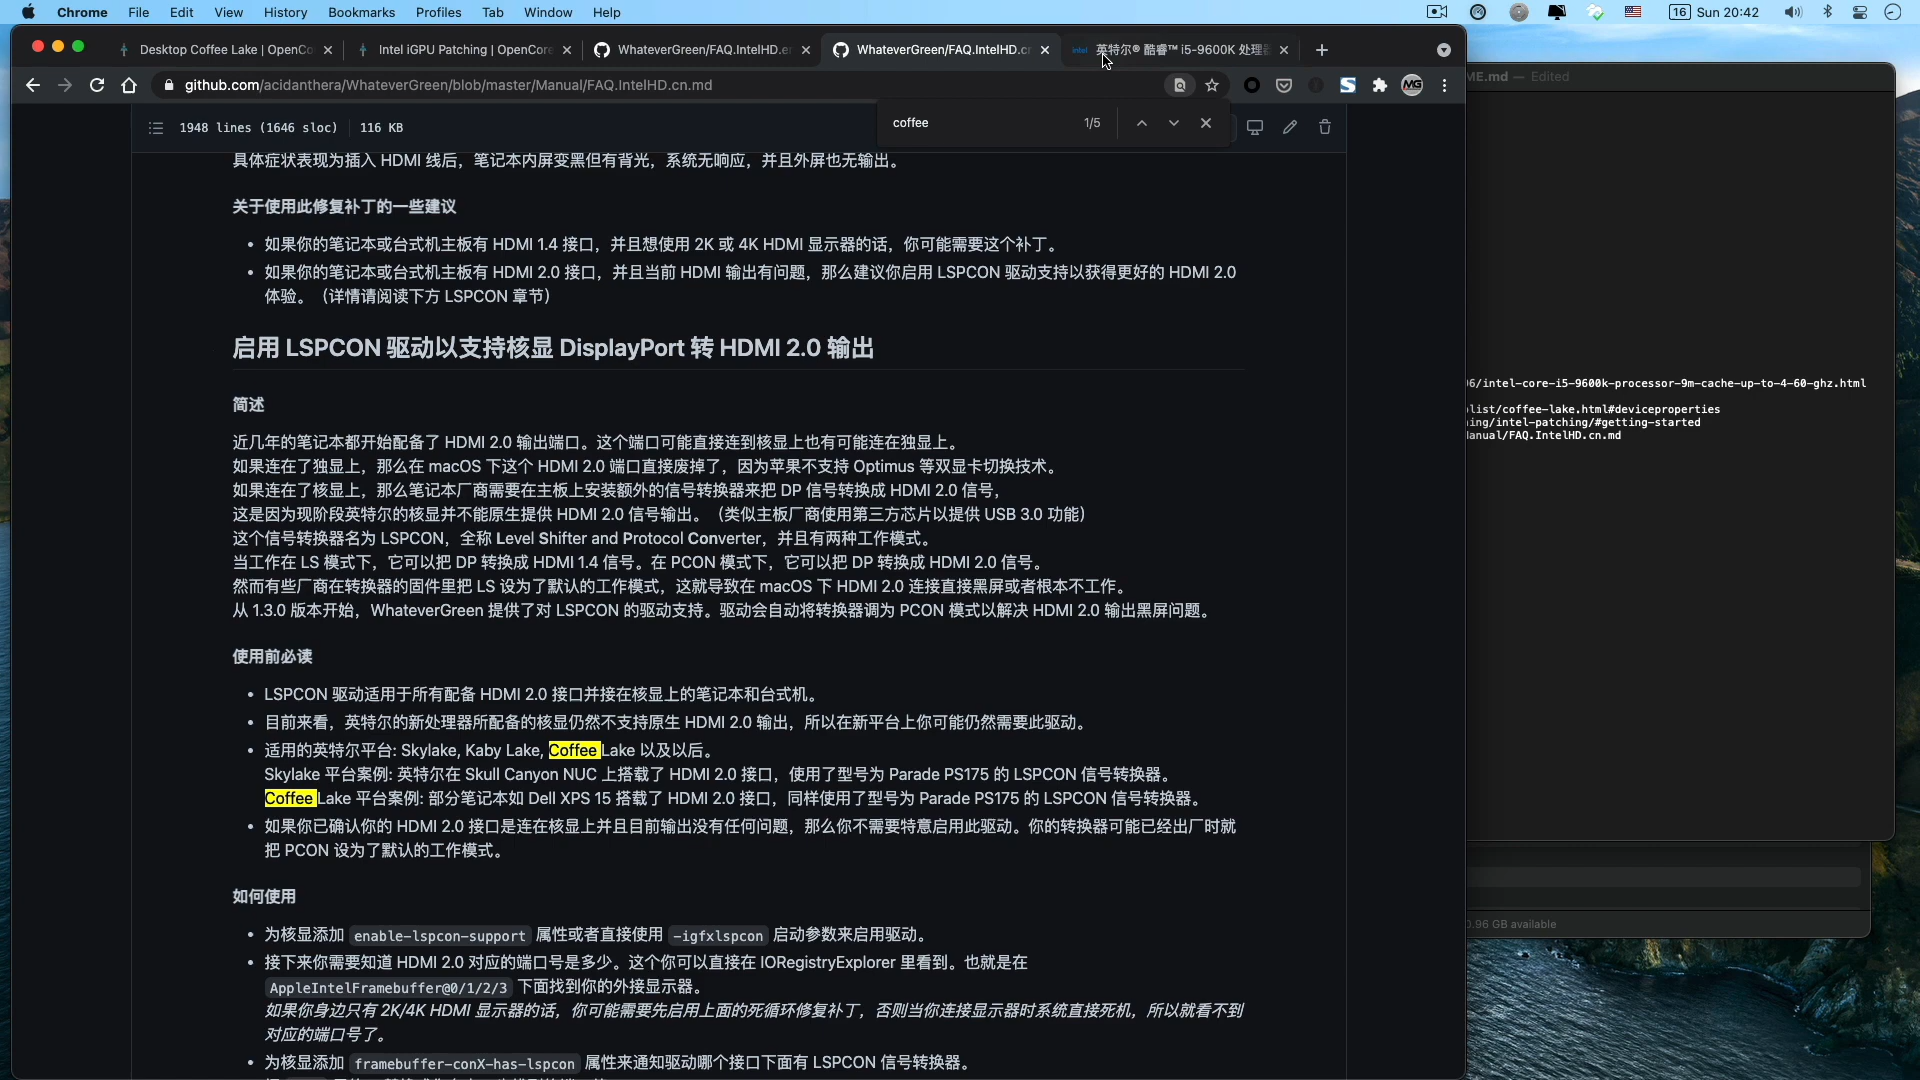 Chrome File Edit View History Bookmarks Profiles Tab Window Help
16 Sun 20:42
Desktop Coffee Lake | OpenCo
Intel iGPU Patching | OpenCore
WhateverGreen/FAQ.IntelHD.en
WhateverGreen/FAQ.IntelHD.cn
intel 英特尔® 酷睿™ i5-9600K 处理器
github.com/acidanthera/WhateverGreen/blob/master/Manual/FAQ.IntelHD.cn.md
MG
ME.md — Edited
coffee 1/5
1948 lines (1646 sloc) 116 KB
具体症状表现为插入 HDMI 线后，笔记本内屏变黑但有背光，系统无响应，并且外屏也无输出。
关于使用此修复补丁的一些建议
• 如果你的笔记本或台式机主板有 HDMI 1.4 接口，并且想使用 2K 或 4K HDMI 显示器的话，你可能需要这个补丁。
• 如果你的笔记本或台式机主板有 HDMI 2.0 接口，并且当前 HDMI 输出有问题，那么建议你启用 LSPCON 驱动支持以获得更好的 HDMI 2.0
体验。（详情请阅读下方 LSPCON 章节）
启用 LSPCON 驱动以支持核显 DisplayPort 转 HDMI 2.0 输出
简述
近几年的笔记本都开始配备了 HDMI 2.0 输出端口。这个端口可能直接连到核显上也有可能连在独显上。
如果连在了独显上，那么在 macOS 下这个 HDMI 2.0 端口直接废掉了，因为苹果不支持 Optimus 等双显卡切换技术。
如果连在了核显上，那么笔记本厂商需要在主板上安装额外的信号转换器来把 DP 信号转换成 HDMI 2.0 信号，
这是因为现阶段英特尔的核显并不能原生提供 HDMI 2.0 信号输出。（类似主板厂商使用第三方芯片以提供 USB 3.0 功能）
这个信号转换器名为 LSPCON，全称 Level Shifter and Protocol Converter，并且有两种工作模式。
当工作在 LS 模式下，它可以把 DP 转换成 HDMI 1.4 信号。在 PCON 模式下，它可以把 DP 转换成 HDMI 2.0 信号。
然而有些厂商在转换器的固件里把 LS 设为了默认的工作模式，这就导致在 macOS 下 HDMI 2.0 连接直接黑屏或者根本不工作。
从 1.3.0 版本开始，WhateverGreen 提供了对 LSPCON 的驱动支持。驱动会自动将转换器调为 PCON 模式以解决 HDMI 2.0 输出黑屏问题。
使用前必读
• LSPCON 驱动适用于所有配备 HDMI 2.0 接口并接在核显上的笔记本和台式机。
• 目前来看，英特尔的新处理器所配备的核显仍然不支持原生 HDMI 2.0 输出，所以在新平台上你可能仍然需要此驱动。
• 适用的英特尔平台: Skylake, Kaby Lake, Coffee Lake 以及以后。
Skylake 平台案例: 英特尔在 Skull Canyon NUC 上搭载了 HDMI 2.0 接口，使用了型号为 Parade PS175 的 LSPCON 信号转换器。
Coffee Lake 平台案例: 部分笔记本如 Dell XPS 15 搭载了 HDMI 2.0 接口，同样使用了型号为 Parade PS175 的 LSPCON 信号转换器。
• 如果你已确认你的 HDMI 2.0 接口是连在核显上并且目前输出没有任何问题，那么你不需要特意启用此驱动。你的转换器可能已经出厂时就
把 PCON 设为了默认的工作模式。
如何使用
• 为核显添加 enable-lspcon-support 属性或者直接使用 -igfxlspcon 启动参数来启用驱动。
• 接下来你需要知道 HDMI 2.0 对应的端口号是多少。这个你可以直接在 IORegistryExplorer 里看到。也就是在
AppleIntelFramebuffer@0/1/2/3 下面找到你的外接显示器。
如果你身边只有 2K/4K HDMI 显示器的话，你可能需要先启用上面的死循环修复补丁，否则当你连接显示器时系统直接死机，所以就看不到
对应的端口号了。
• 为核显添加 framebuffer-conX-has-lspcon 属性来通知驱动哪个接口下面有 LSPCON 信号转换器。
6/intel-core-i5-9600k-processor-9m-cache-up-to-4-60-ghz.html
list/coffee-lake.html#deviceproperties
ing/intel-patching/#getting-started
anual/FAQ.IntelHD.cn.md
0.96 GB available